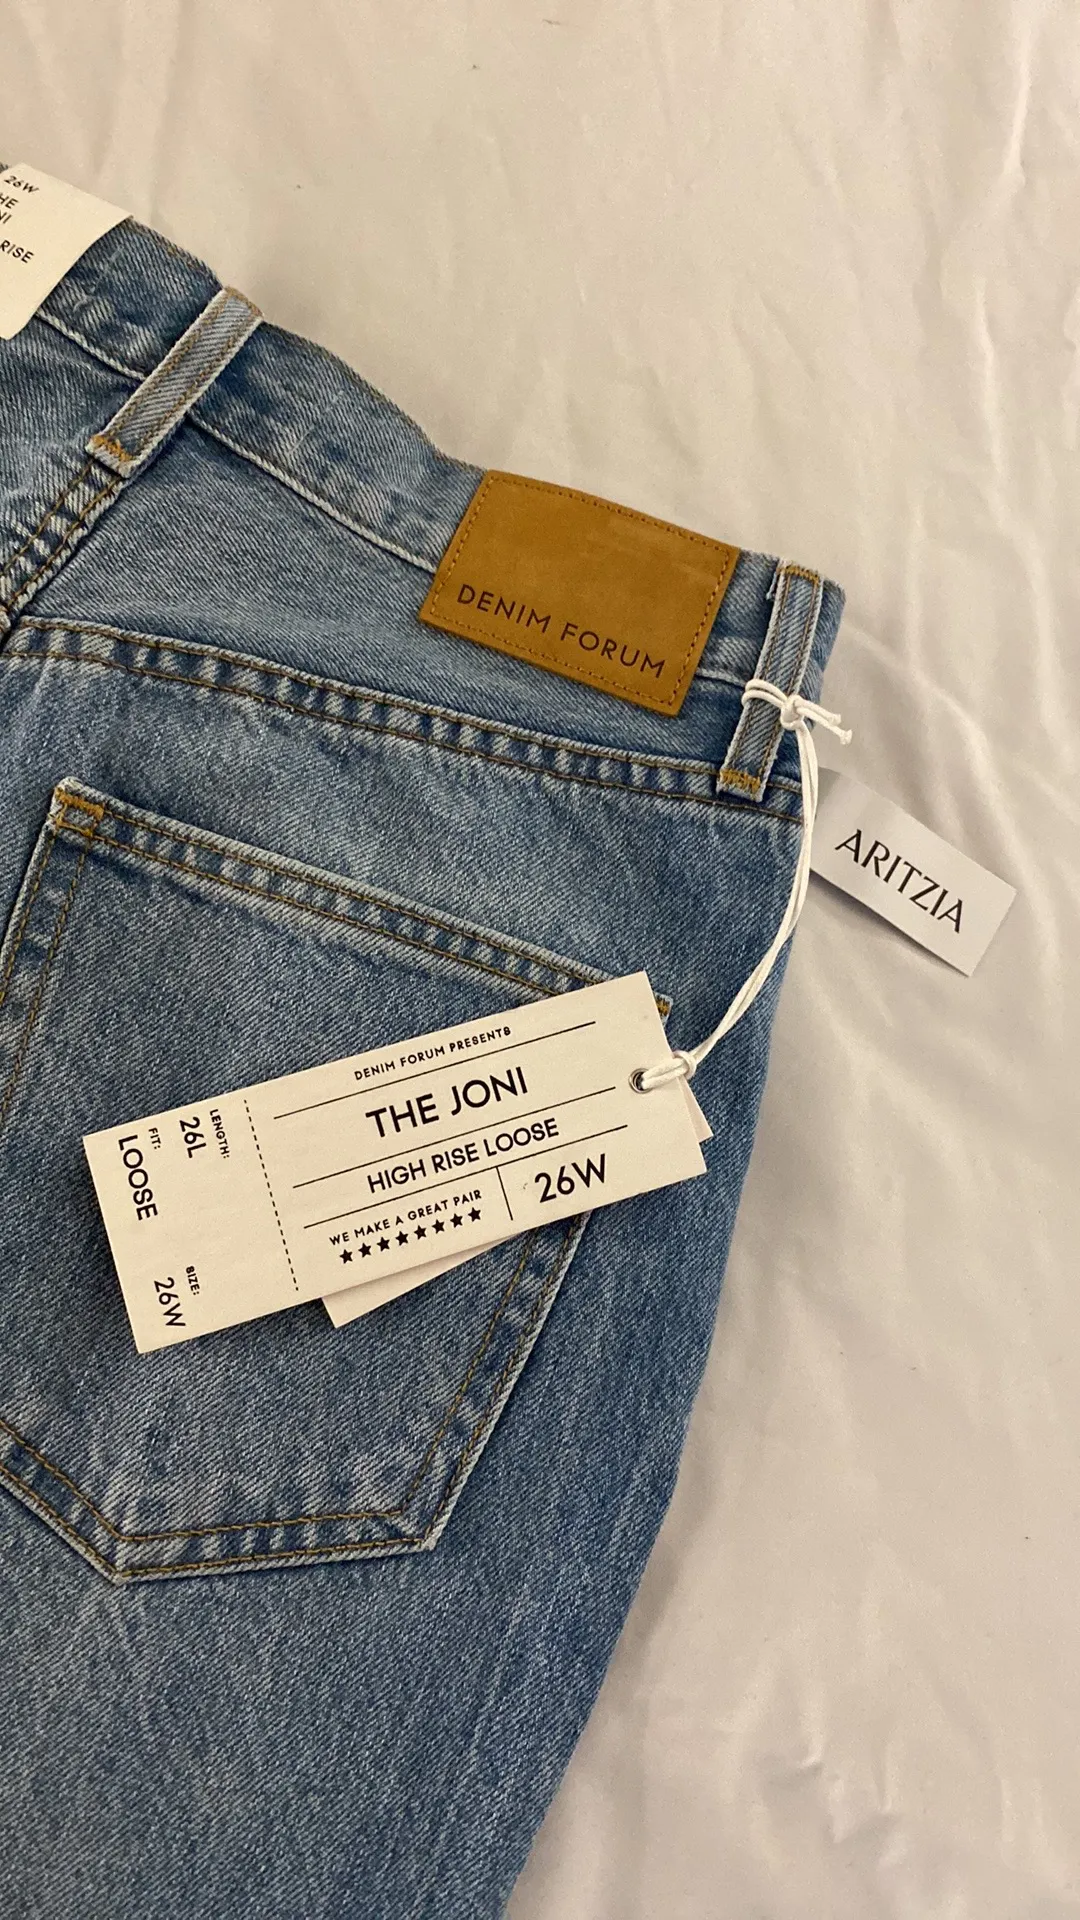 26W
RISE
DENIM FORUM
ARITZIA
DENIM FORUM PRESENTS
THE JONI
HIGH RISE LOOSE
WE MAKE A GREAT PAIR
★★★★★★★★
26W
LENGTH:
26L
FIT:
LOOSE
SIZE:
26W